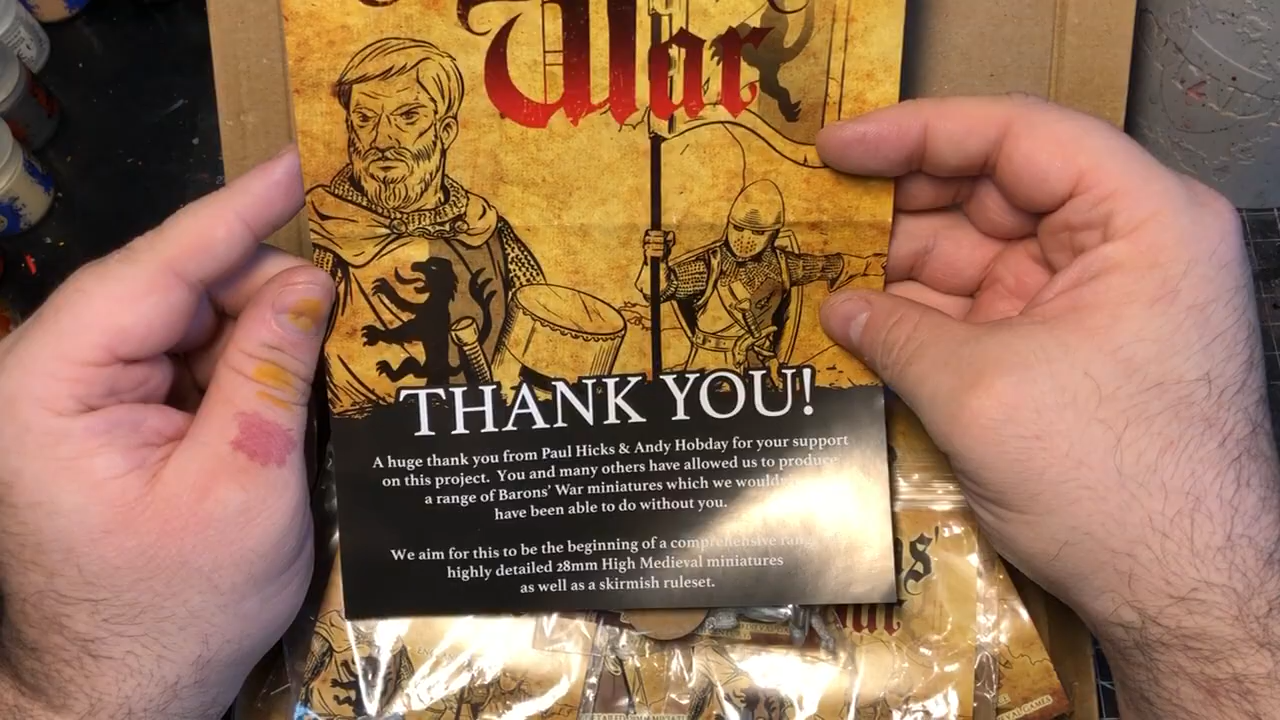 War
THANK YOU!
A huge thank you from Paul Hicks & Andy Hobday for your support
on this project. You and many others have allowed us to produce
a range of Barons' War miniatures which we
have been able to do without you.
We aim for this to be the beginning of a comprehensive
highly detailed 28mm High Medieval miniatures
as well as a skirmish ruleset.